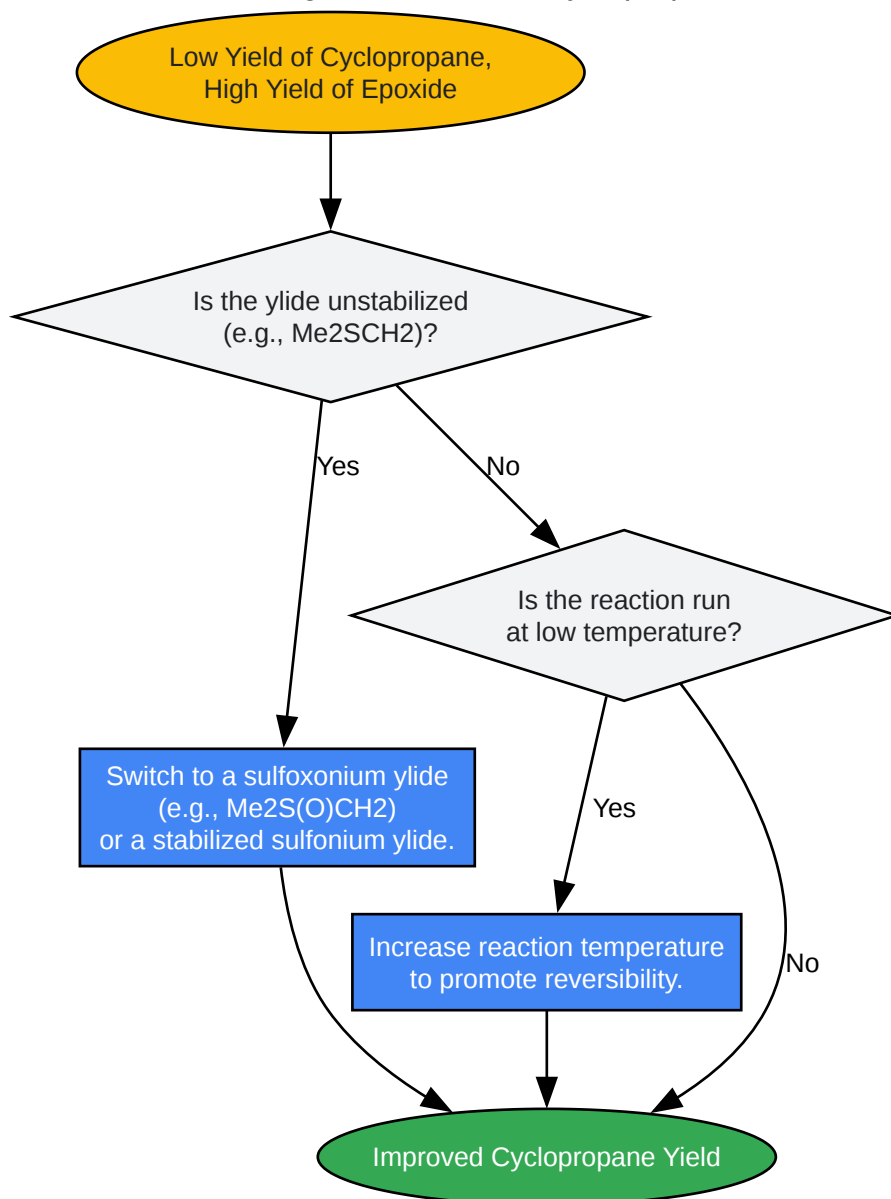 Low Yield of Cyclopropane,
High Yield of Epoxide
Is the ylide unstabilized
(e.g., Me2SCH2)?
Yes
No
Is the reaction run
at low temperature?
Switch to a sulfoxonium ylide
(e.g., Me2S(O)CH2)
or a stabilized sulfonium ylide.
Yes
Increase reaction temperature
to promote reversibility.
No
Improved Cyclopropane Yield